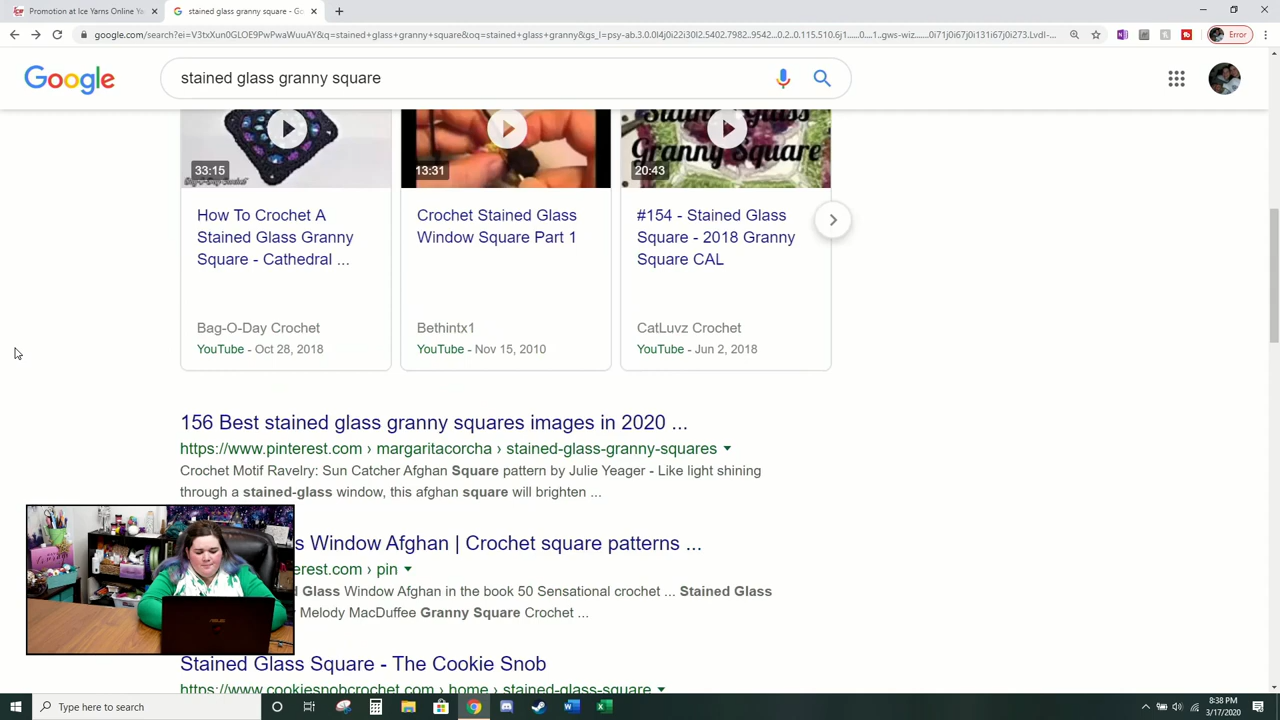 Promotion at Ice Yarns Online Ya
stained glass granny square - Go
google.com/search?ei=V3txXun0GLOE9PwPwaWuuAY&q=stained+glass+granny+square&oq=stained+glass+granny&gs_l=psy-ab.3.0.0l4j0i22i30l2.5402.7982..9542...0.2..0.115.510.6j1......0....1..gws-wiz.......0i71j0i67j0i131i67j0i273.LvdI-...
Error
Google
stained glass granny square
Stained Glass
Granny Square
33:15
13:31
20:43
How To Crochet A
Stained Glass Granny
Square - Cathedral ...
Crochet Stained Glass
Window Square Part 1
#154 - Stained Glass
Square - 2018 Granny
Square CAL
Bag-O-Day Crochet
Bethintx1
CatLuvz Crochet
YouTube - Oct 28, 2018
YouTube - Nov 15, 2010
YouTube - Jun 2, 2018
156 Best stained glass granny squares images in 2020 ...
https://www.pinterest.com › margaritacorcha › stained-glass-granny-squares
Crochet Motif Ravelry: Sun Catcher Afghan Square pattern by Julie Yeager - Like light shining
through a stained-glass window, this afghan square will brighten ...
s Window Afghan | Crochet square patterns ...
erest.com › pin
d Glass Window Afghan in the book 50 Sensational crochet ... Stained Glass
Melody MacDuffee Granny Square Crochet ...
ASUS
Stained Glass Square - The Cookie Snob
https://www.cookiesnobcrochet.com › home › stained-glass-square
Type here to search
8:38 PM
3/17/2020